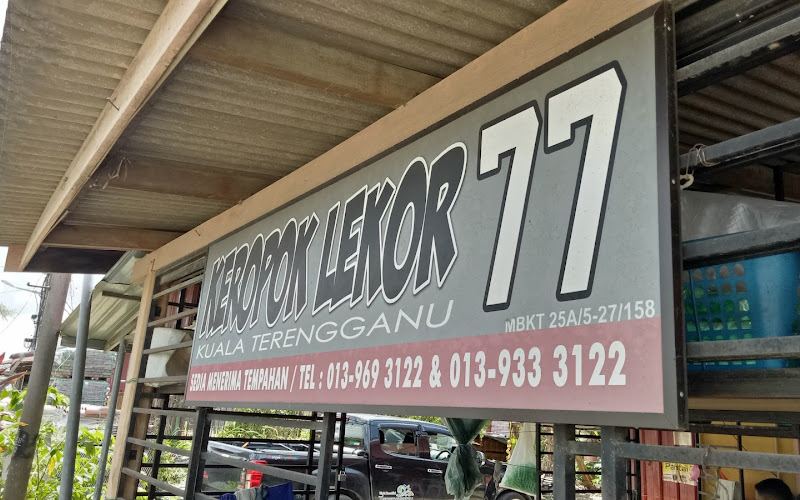 KEROPOK LEKOR 77
KUALA TERENGGANU
MBKT 25A/5-27/158
SEDIA MENERIMA TEMPAHAN / TEL : 013-969 3122 & 013-933 3122